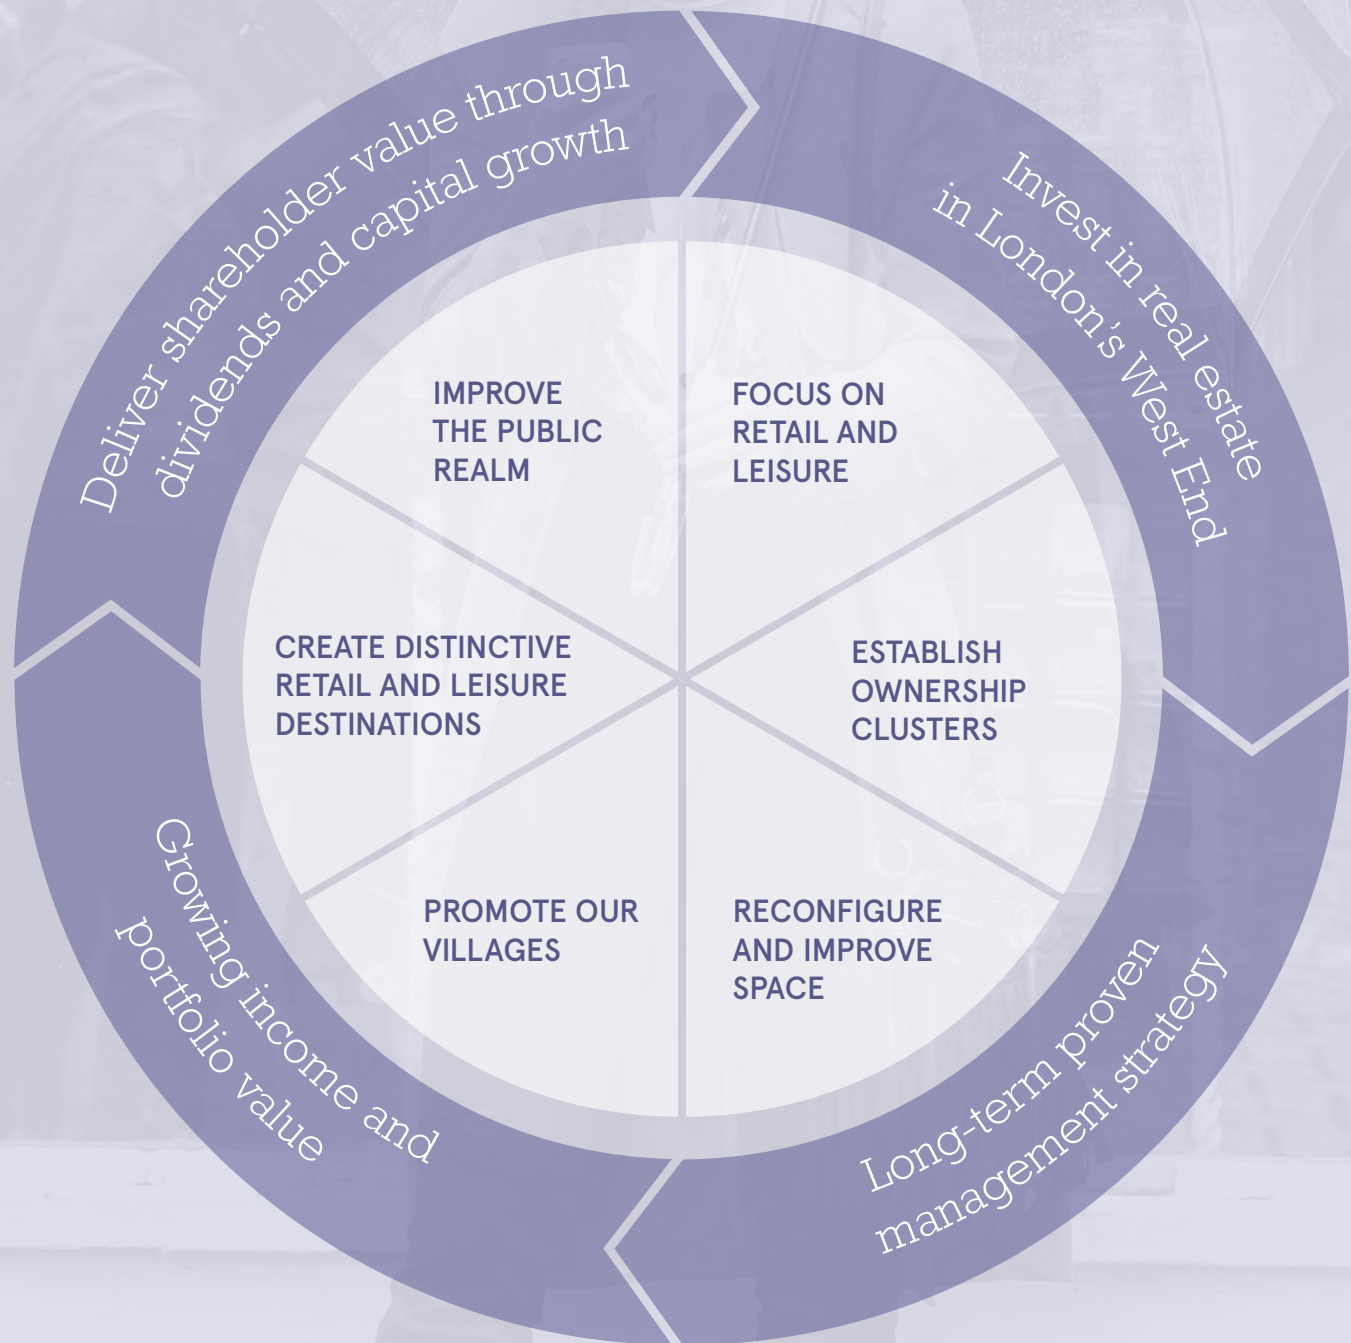 Deliver shareholder value through
dividends and capital growth
Invest in real estate
in London's West End
Long-term proven
management strategy
Growing income and
portfolio value
IMPROVE
THE PUBLIC
REALM
FOCUS ON
RETAIL AND
LEISURE
CREATE DISTINCTIVE
RETAIL AND LEISURE
DESTINATIONS
ESTABLISH
OWNERSHIP
CLUSTERS
PROMOTE OUR
VILLAGES
RECONFIGURE
AND IMPROVE
SPACE